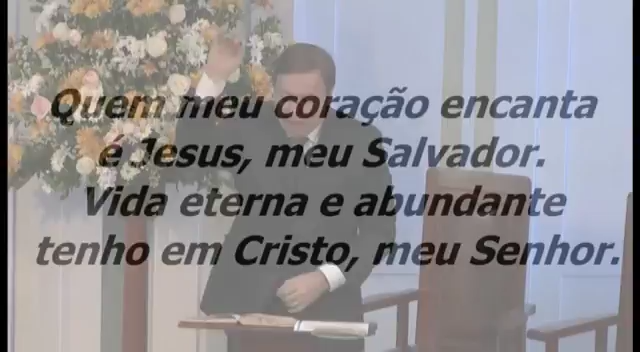 Quem meu coração encanta
é Jesus, meu Salvador.
Vida eterna e abundante
tenho em Cristo, meu Senhor.